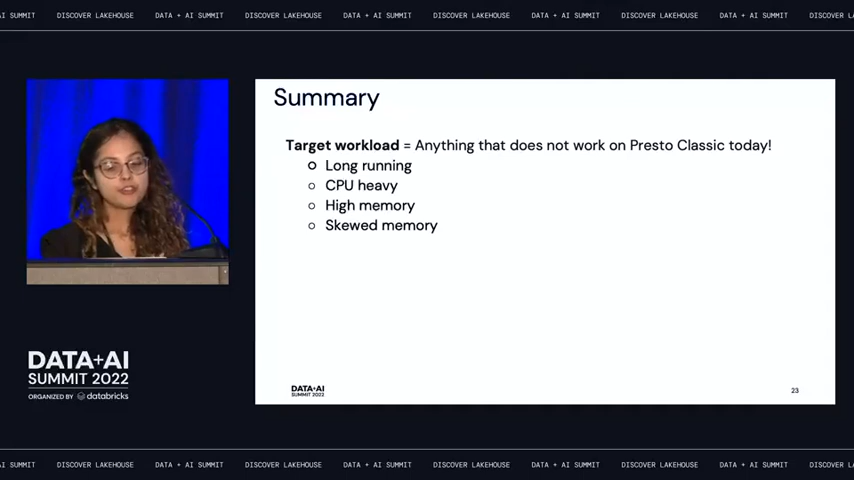 AI SUMMIT DISCOVER LAKEHOUSE DATA + AI SUMMIT DISCOVER LAKEHOUSE DATA + AI SUMMIT DISCOVER LAKEHOUSE DATA + AI SUMMIT DISCOVER LAKEHOUSE DATA + AI SUMMIT DISCOVER LA
Summary
Target workload = Anything that does not work on Presto Classic today!
Long running
CPU heavy
High memory
Skewed memory
DATA+AI
SUMMIT 2022
23
DATA+AI
SUMMIT 2022
ORGANIZED BY databricks
AI SUMMIT DISCOVER LAKEHOUSE DATA + AI SUMMIT DISCOVER LAKEHOUSE DATA + AI SUMMIT DISCOVER LAKEHOUSE DATA + AI SUMMIT DISCOVER LAKEHOUSE DATA + AI SUMMIT DISCOVER LA